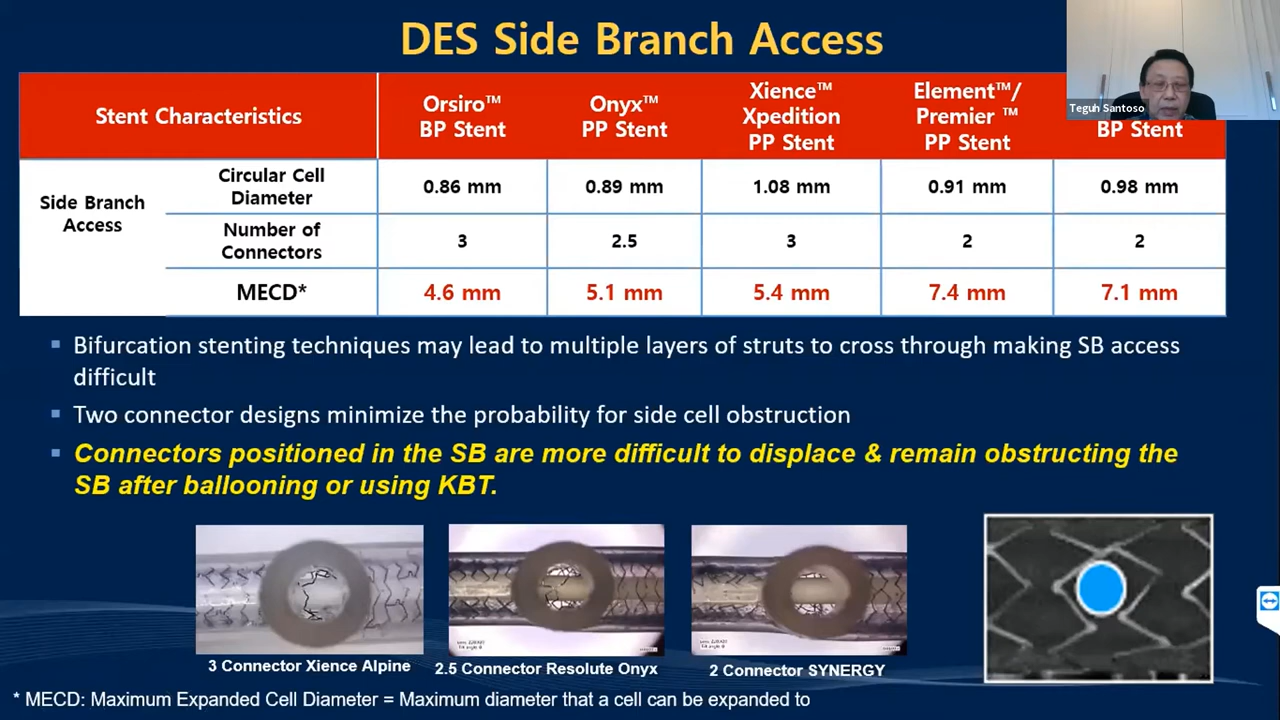 DES Side Branch Access
Teguh Santoso
Stent Characteristics
Orsiro™
BP Stent
Onyx™
PP Stent
Xience™
Xpedition
PP Stent
Element™/
Premier ™
PP Stent
BP Stent
Side Branch
Access
Circular Cell
Diameter
0.86 mm
0.89 mm
1.08 mm
0.91 mm
0.98 mm
Number of
Connectors
3
2.5
3
2
2
MECD*
4.6 mm
5.1 mm
5.4 mm
7.4 mm
7.1 mm
Bifurcation stenting techniques may lead to multiple layers of struts to cross through making SB access
difficult
Two connector designs minimize the probability for side cell obstruction
Connectors positioned in the SB are more difficult to displace & remain obstructing the
SB after ballooning or using KBT.
3 Connector Xience Alpine
2.5 Connector Resolute Onyx
2 Connector SYNERGY
* MECD: Maximum Expanded Cell Diameter = Maximum diameter that a cell can be expanded to